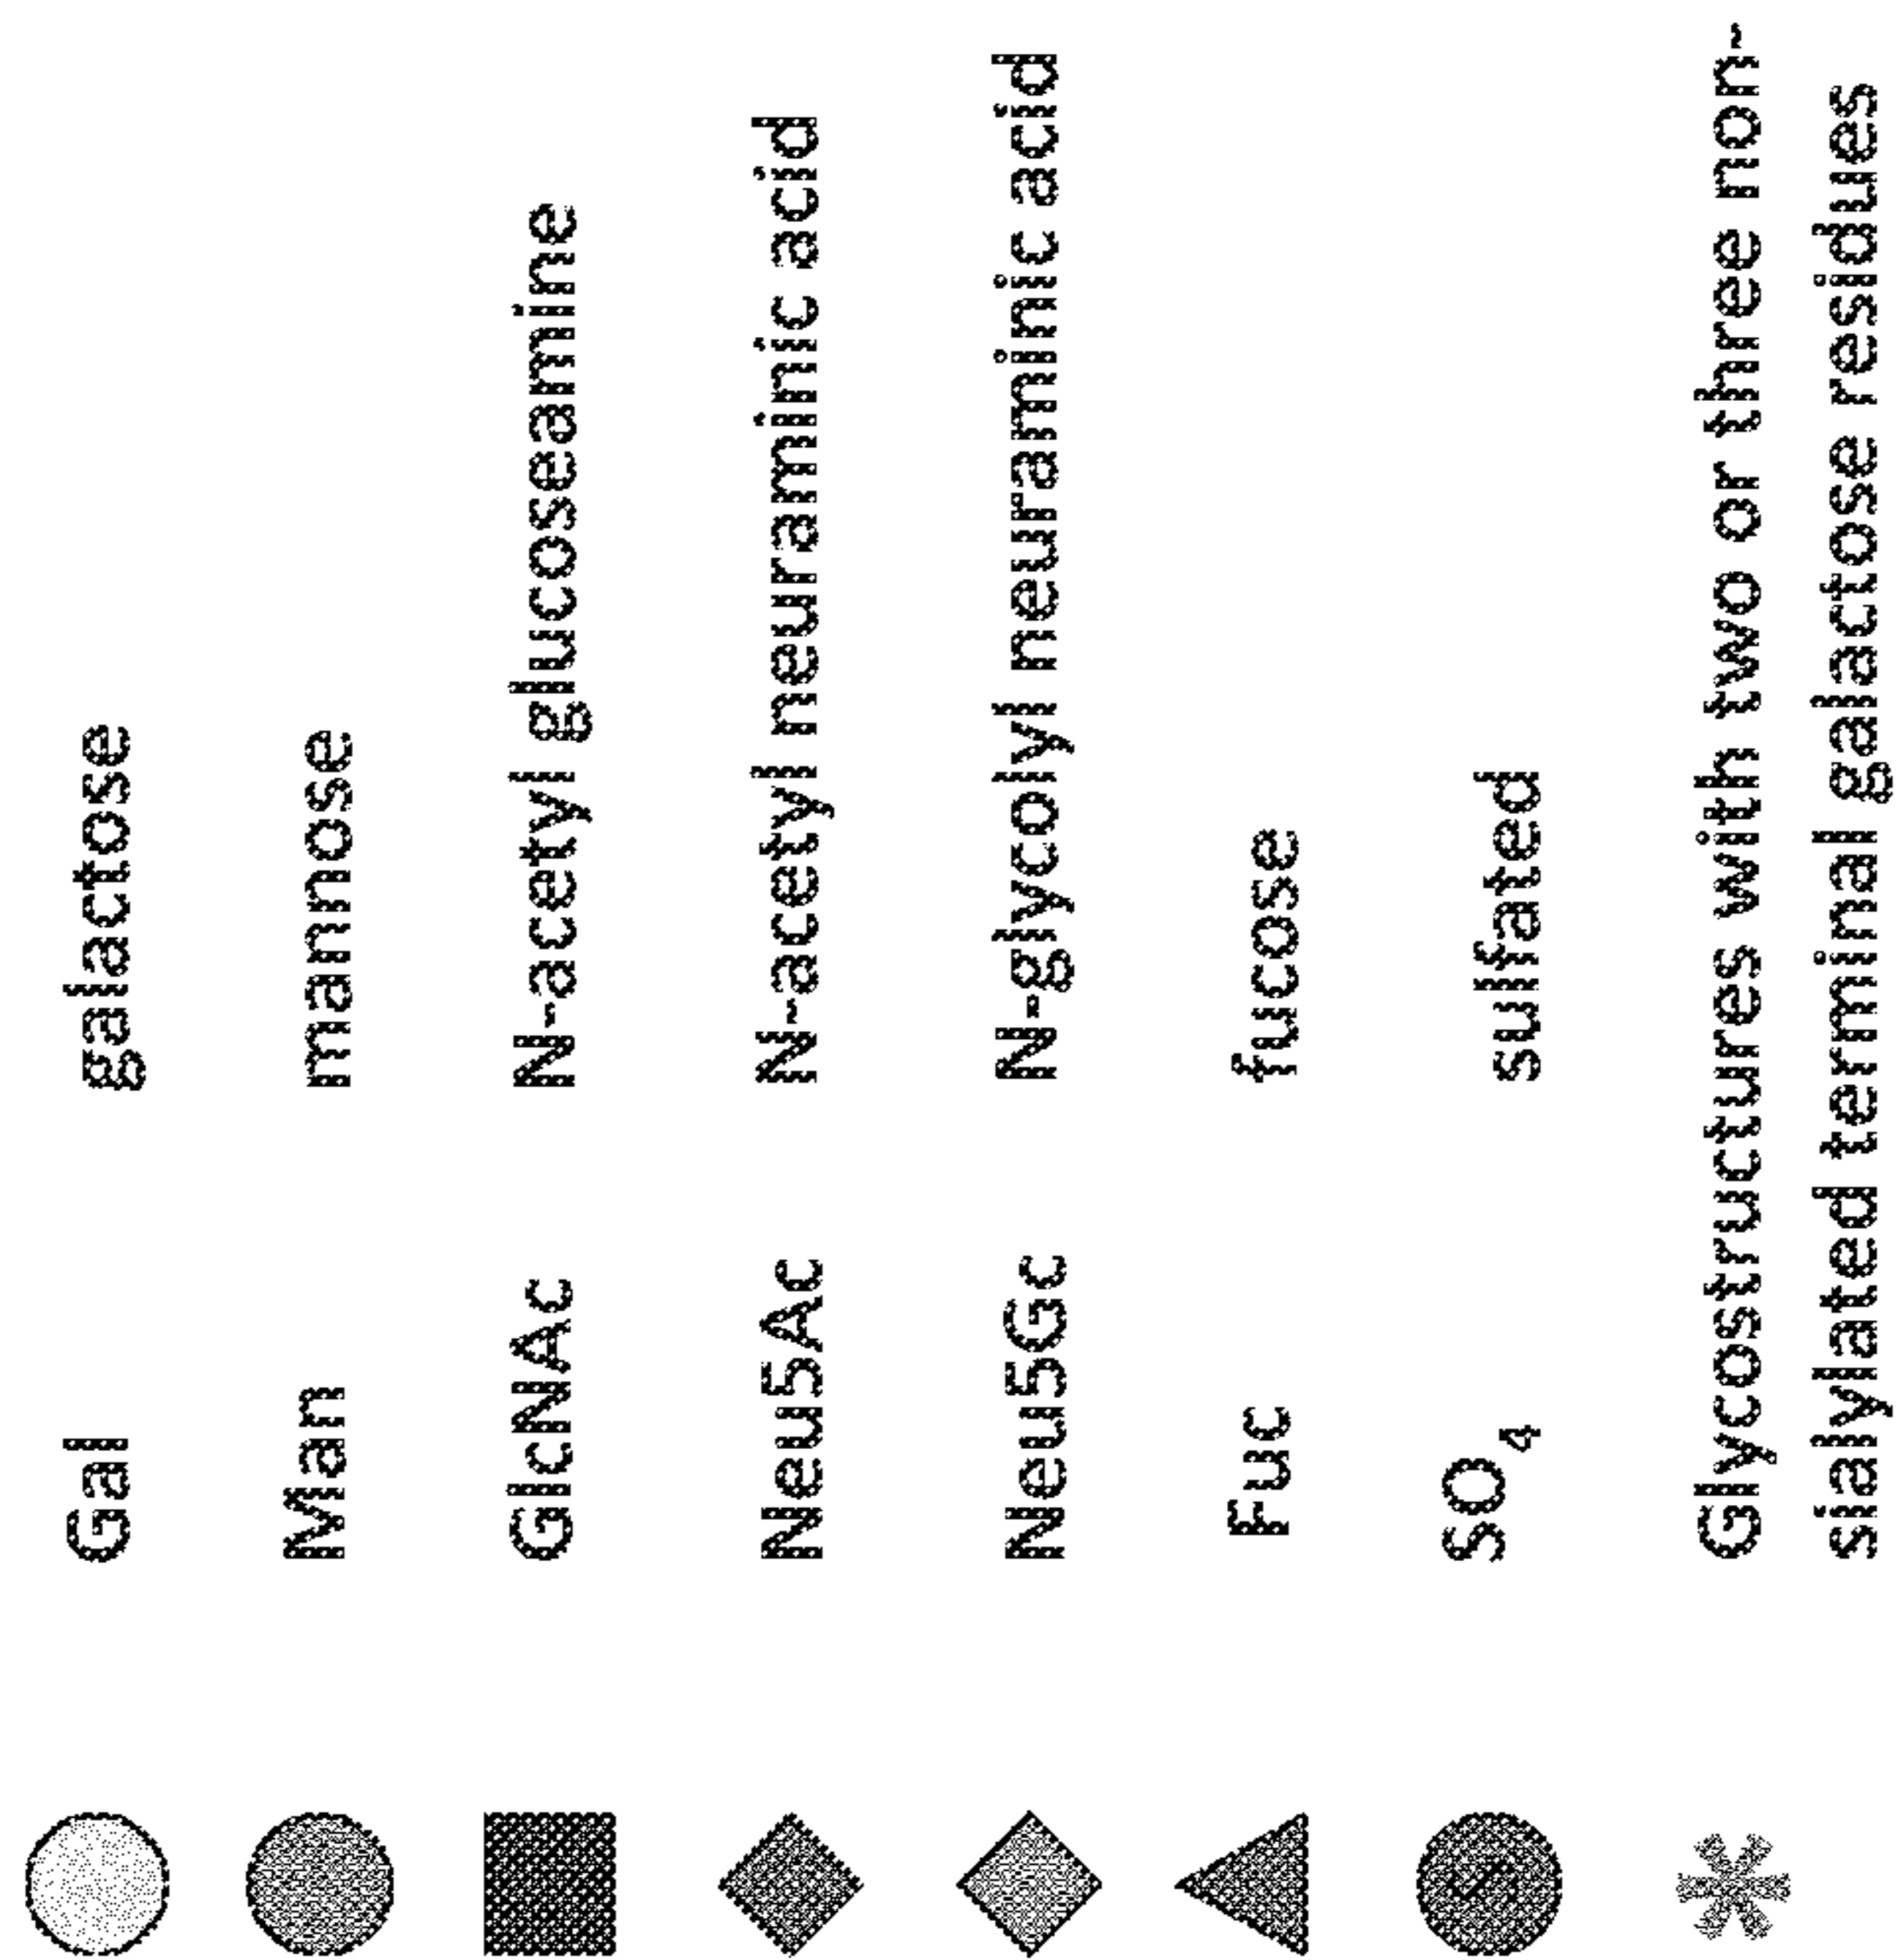 Gal galactose
Man mannose
GlcNAc N-acetyl glucoseamine
Neu5Ac N-acetyl neuraminic acid
Neu5Gc N-glycolyl neuraminic acid
Fuc fucose
SO4 sulfated
S
Glycostructures with two or three non-
sialylated terminal galactose residues